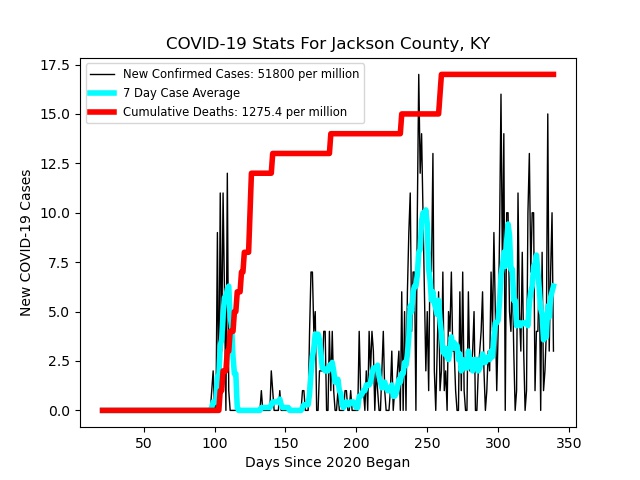 COVID-19 Stats For Jackson County, KY
New Confirmed Cases: 51800 per million
7 Day Case Average
Cumulative Deaths: 1275.4 per million
17.5
15.0
12.5
10.0
7.5
5.0
2.5
0.0
New COVID-19 Cases
50 100 150 200 250 300 350
Days Since 2020 Began